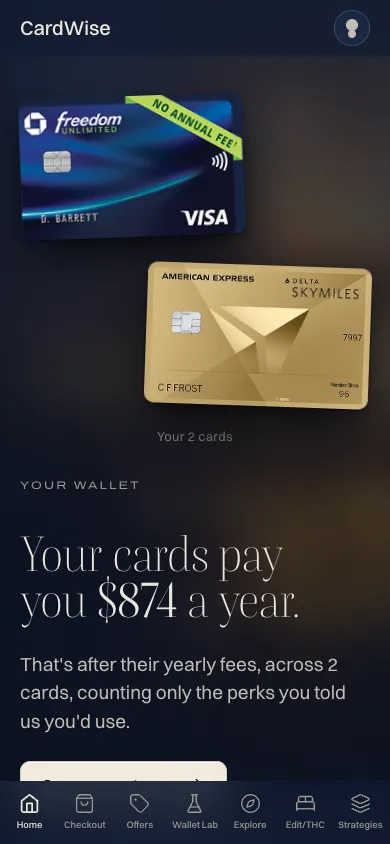 CardWise
freedom
UNLIMITED
NO ANNUAL FEE†
D. BARRETT
VISA
AMERICAN EXPRESS
DELTA
SKYMILES
7997
C F FROST
Member Since
96
Your 2 cards
YOUR WALLET
Your cards pay
you $874 a year.
That's after their yearly fees, across 2
cards, counting only the perks you told
us you'd use.
Home
Checkout
Offers
Wallet Lab
Explore
Edit/THC
Strategies